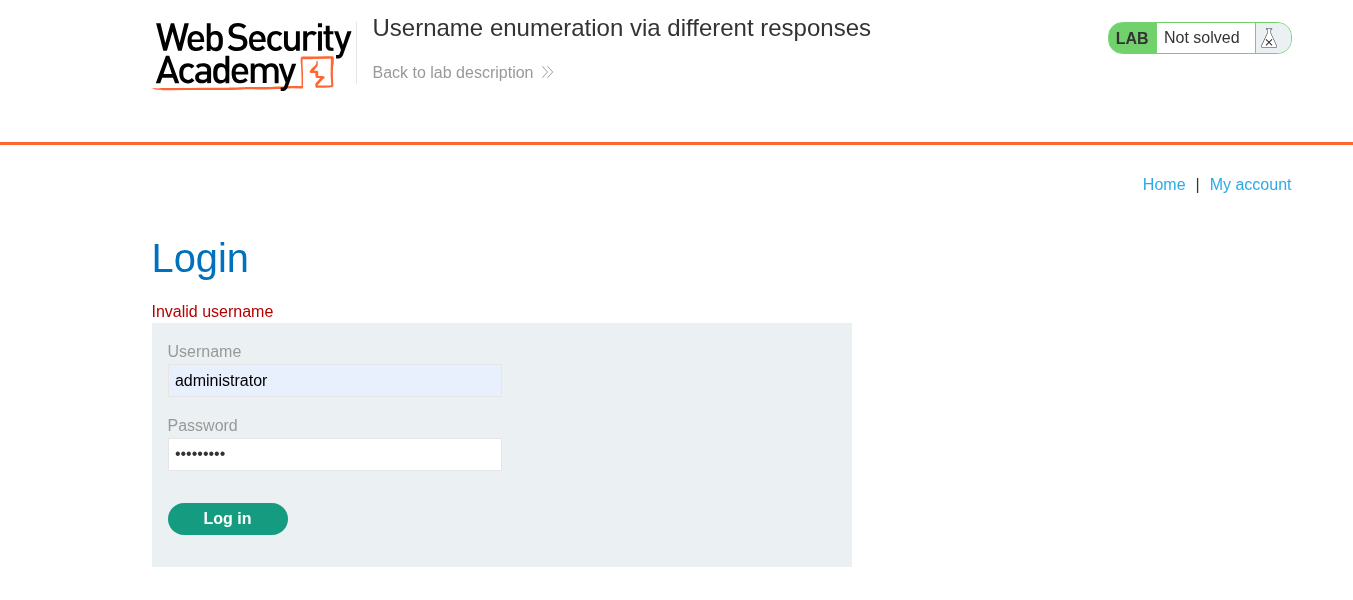 Web Security
Academy
Username enumeration via different responses
Back to lab description
LAB Not solved
Home | My account
Login
Invalid username
Username
administrator
Password
•••••••••
Log in